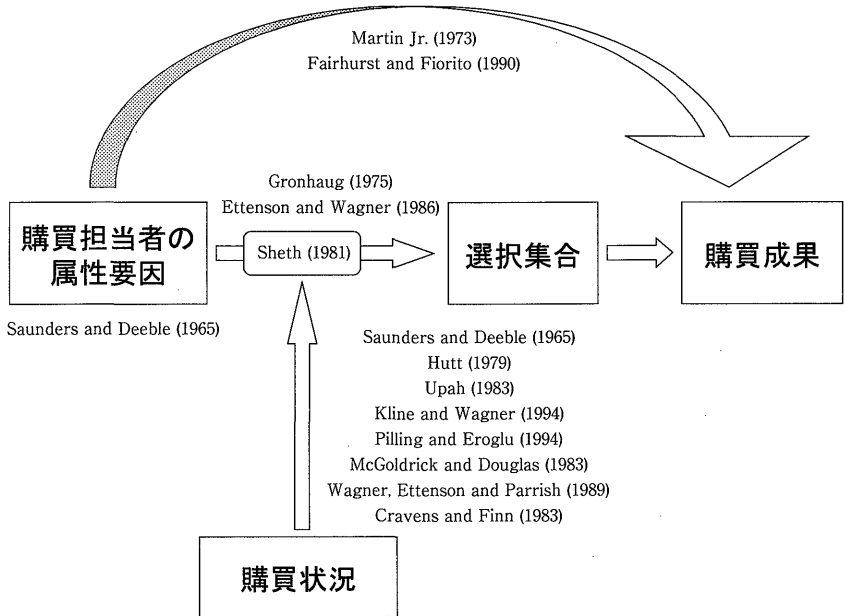 Martin Jr. (1973)
Fairhurst and Fiorito (1990)
Gronhaug (1975)
Ettenson and Wagner (1986)
購買担当者の
属性要因
Sheth (1981)
選択集合
購買成果
Saunders and Deeble (1965)
Saunders and Deeble (1965)
Hutt (1979)
Upah (1983)
Kline and Wagner (1994)
Pilling and Eroglu (1994)
McGoldrick and Douglas (1983)
Wagner, Ettenson and Parrish (1989)
Cravens and Finn (1983)
購買状況